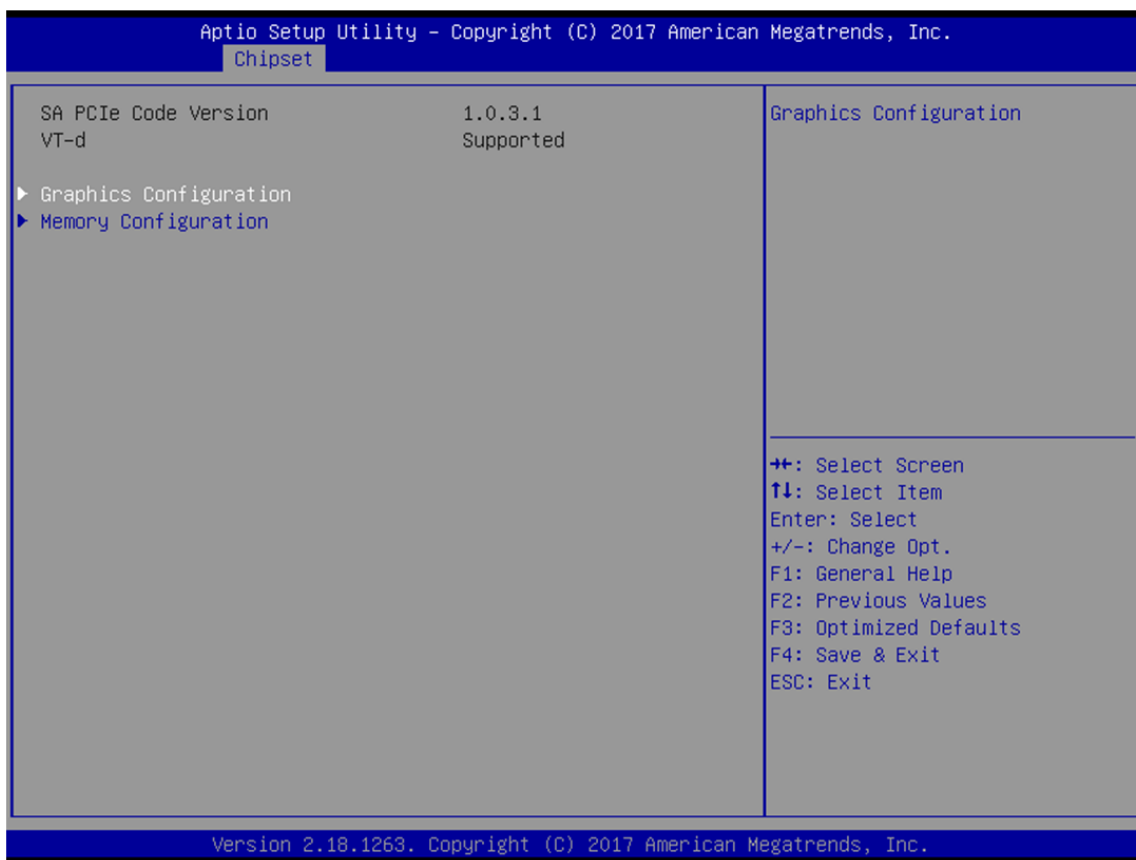 Aptio Setup Utility – Copyright (C) 2017 American Megatrends, Inc.
Chipset
SA PCIe Code Version 1.0.3.1
VT-d Supported
▶ Graphics Configuration
▶ Memory Configuration
Graphics Configuration
→←: Select Screen
↑↓: Select Item
Enter: Select
+/-: Change Opt.
F1: General Help
F2: Previous Values
F3: Optimized Defaults
F4: Save & Exit
ESC: Exit
Version 2.18.1263. Copyright (C) 2017 American Megatrends, Inc.